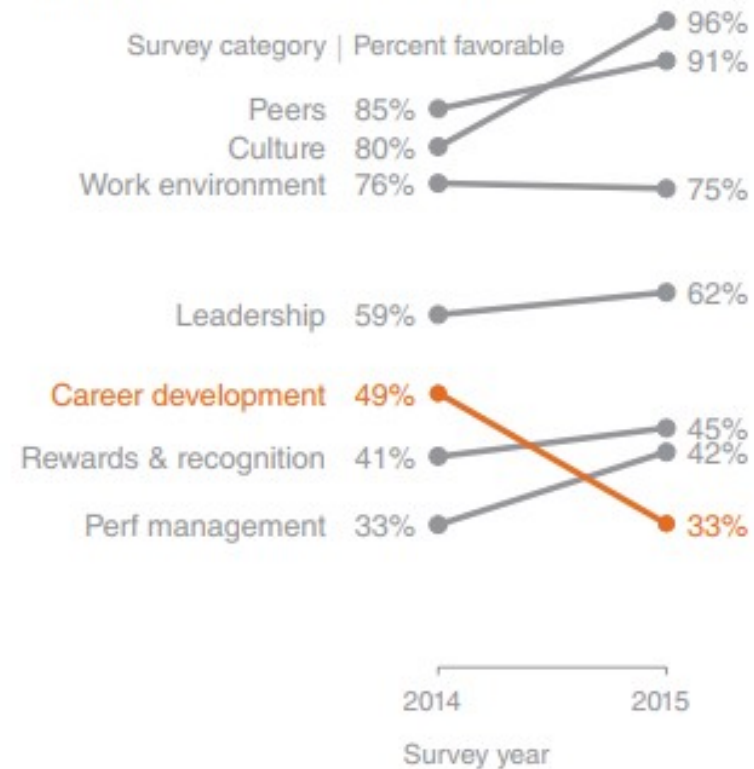 96%
Survey category | Percent favorable
91%
Peers 85%
Culture 80%
Work environment 76% 75%
Leadership 59% 62%
Career development 49%
45%
Rewards & recognition 41% 42%
Perf management 33% 33%
2014 2015
Survey year